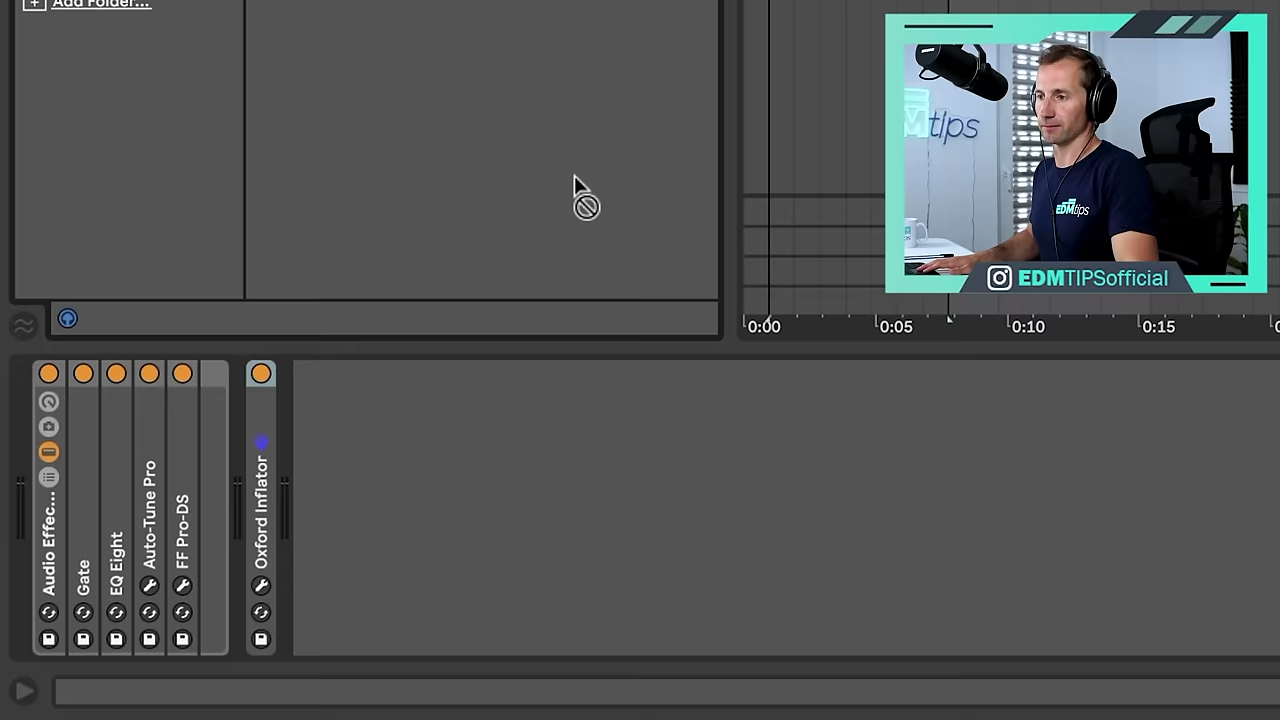 Add Folder...
tips
EDMtips
EDMTIPSofficial
0:00
0:05
0:10
0:15
Audio Effec...
Gate
EQ Eight
Auto-Tune Pro
FF Pro-DS
Oxford Inflator